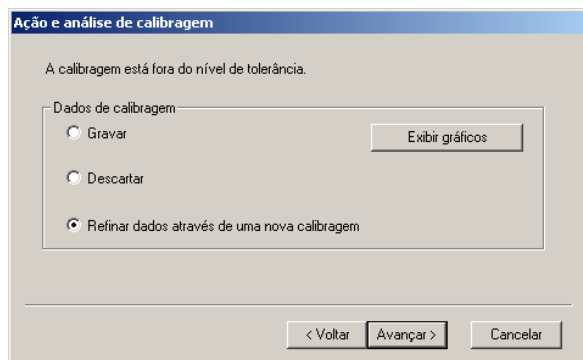 Ação e análise de calibragem
A calibragem está fora do nível de tolerância.
Dados de calibragem
Gravar
Exibir gráficos
Descartar
Refinar dados através de uma nova calibragem
< Voltar
Avançar >
Cancelar